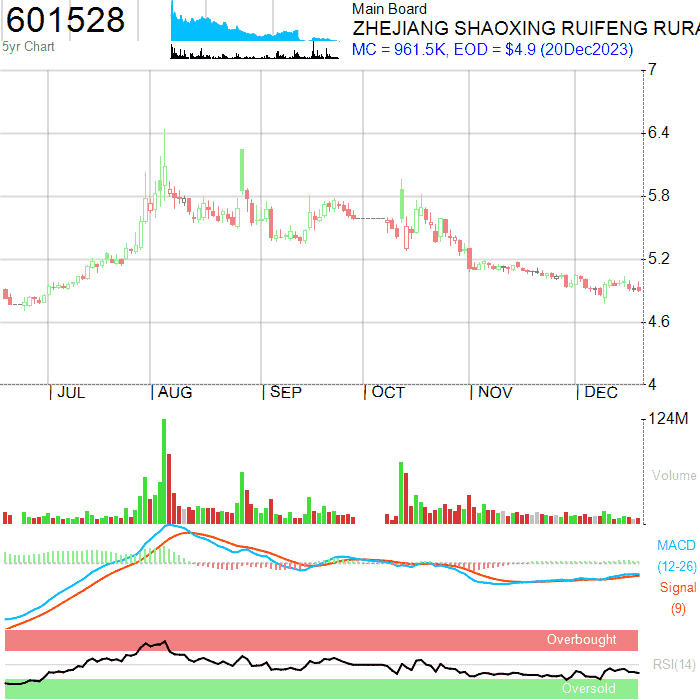 601528
5yr Chart
Main Board
ZHEJIANG SHAOXING RUIFENG RURA
MC = 961.5K, EOD = $4.9 (20Dec2023)
7
6.4
5.8
5.2
4.6
4
JUL
AUG
SEP
OCT
NOV
DEC
124M
Volume
MACD
(12-26)
Signal
(9)
Overbought
RSI(14)
Oversold